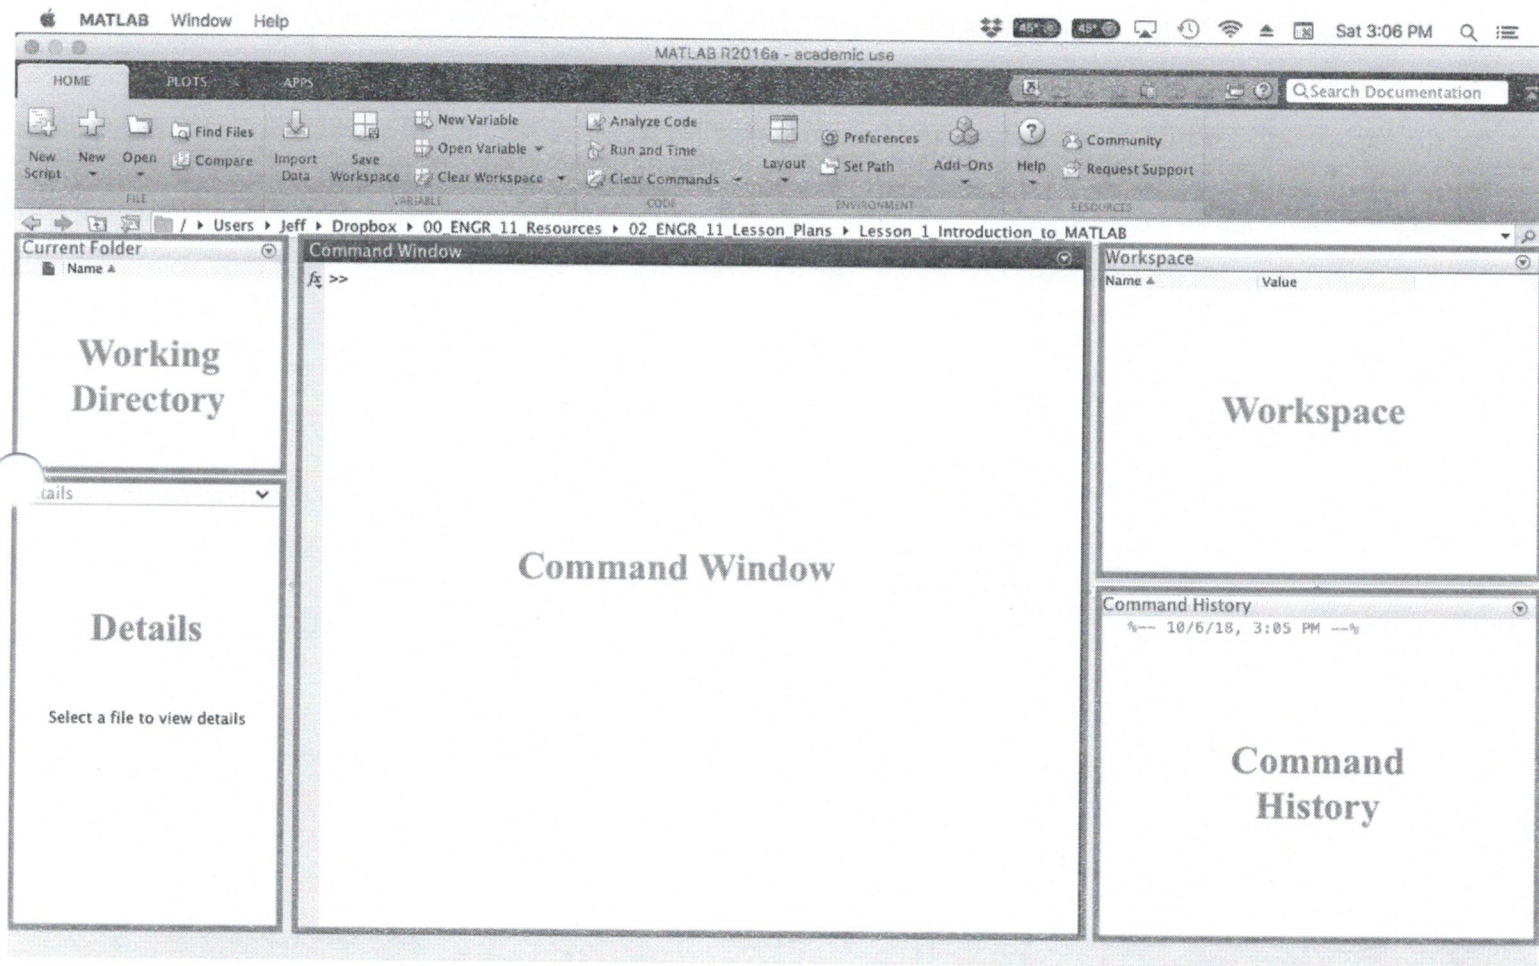 MATLAB Window Help
45° 45° Sat 3:06 PM
MATLAB R2016a - academic use
HOME PLOTS APPS
Search Documentation
New Script
New
Open
Find Files
Compare
FILE
Import Data
Save Workspace
New Variable
Open Variable
Clear Workspace
VARIABLE
Analyze Code
Run and Time
Clear Commands
CODE
Layout
Preferences
Set Path
Add-Ons
ENVIRONMENT
Help
Community
Request Support
RESOURCES
/ Users Jeff Dropbox 00_ENGR_11_Resources 02_ENGR_11_Lesson_Plans Lesson_1_Introduction_to_MATLAB
Current Folder
Name
Working
Directory
tails
Details
Select a file to view details
Command Window
fx >>
Command Window
Workspace
Name Value
Workspace
Command History
%-- 10/6/18, 3:05 PM --%
Command
History